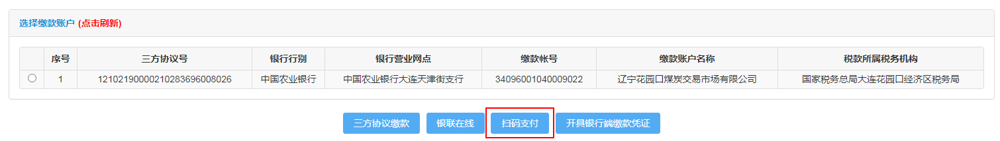 选择缴款账户 (点击刷新)
序号 三方协议号 银行行别 银行营业网点 缴款帐号 缴款账户名称 税款所属税务机构
1 12102190000210283696008026 中国农业银行 中国农业银行大连天津街支行 34096001040009022 辽宁花园口煤炭交易市场有限公司 国家税务总局大连花园口经济区税务局
三方协议缴款 银联在线 扫码支付 开具银行端缴款凭证